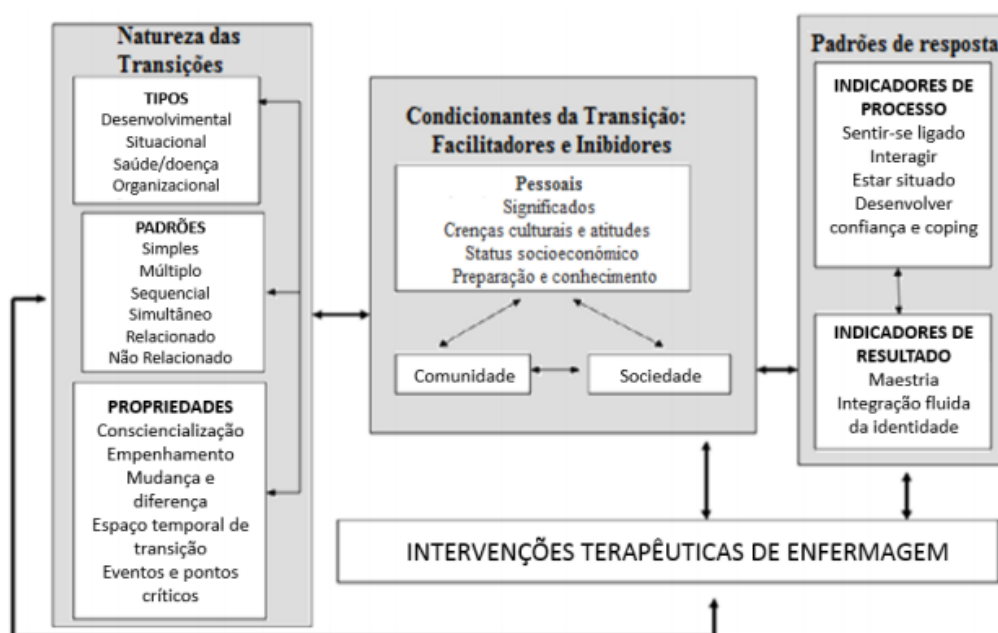 Natureza das
Transições
TIPOS
Desenvolvimental
Situacional
Saúde/doença
Organizacional
PADRÕES
Simples
Múltiplo
Sequencial
Simultâneo
Relacionado
Não Relacionado
PROPRIEDADES
Consciencialização
Empenhamento
Mudança e
diferença
Espaço temporal de
transição
Eventos e pontos
críticos
Condicionantes da Transição:
Facilitadores e Inibidores
Pessoais
Significados
Crenças culturais e atitudes
Status socioeconómico
Preparação e conhecimento
Comunidade
Sociedade
Padrões de resposta
INDICADORES DE
PROCESSO
Sentir-se ligado
Interagir
Estar situado
Desenvolver
confiança e coping
INDICADORES DE
RESULTADO
Maestria
Integração fluida
da identidade
INTERVENÇÕES TERAPÊUTICAS DE ENFERMAGEM